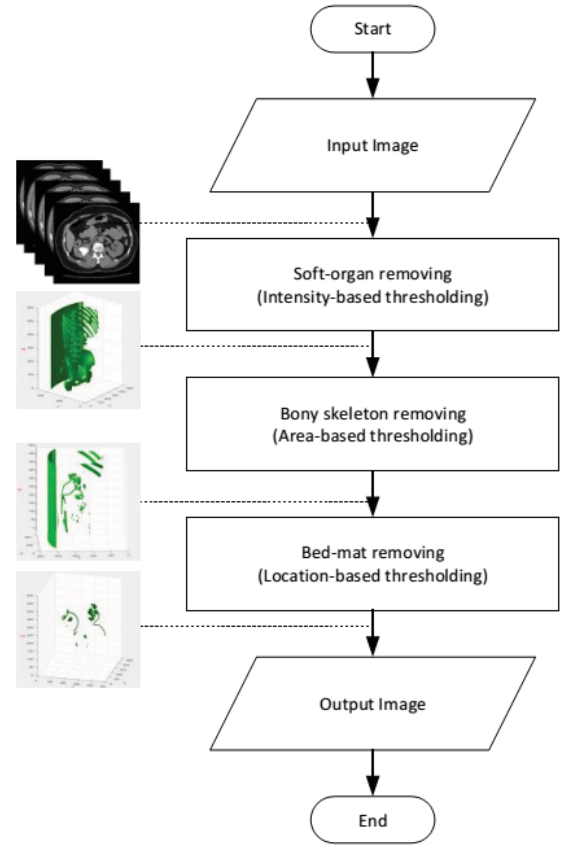 Start
Input Image
Soft-organ removing
(Intensity-based thresholding)
Bony skeleton removing
(Area-based thresholding)
Bed-mat removing
(Location-based thresholding)
Output Image
End